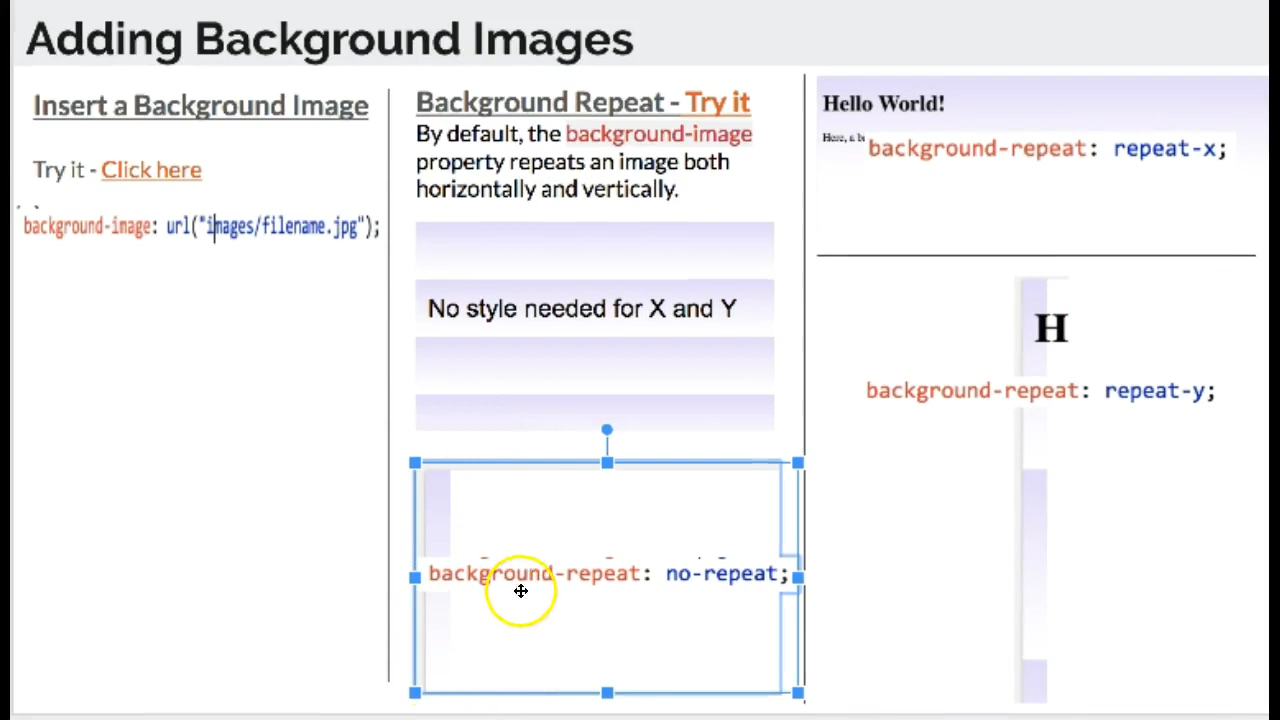 Adding Background Images
Insert a Background Image
Try it - Click here
background-image: url("images/filename.jpg");
Background Repeat - Try it
By default, the background-image
property repeats an image both
horizontally and vertically.
No style needed for X and Y
background-repeat: no-repeat;
Hello World!
Here, a
background-repeat: repeat-x;
H
background-repeat: repeat-y;